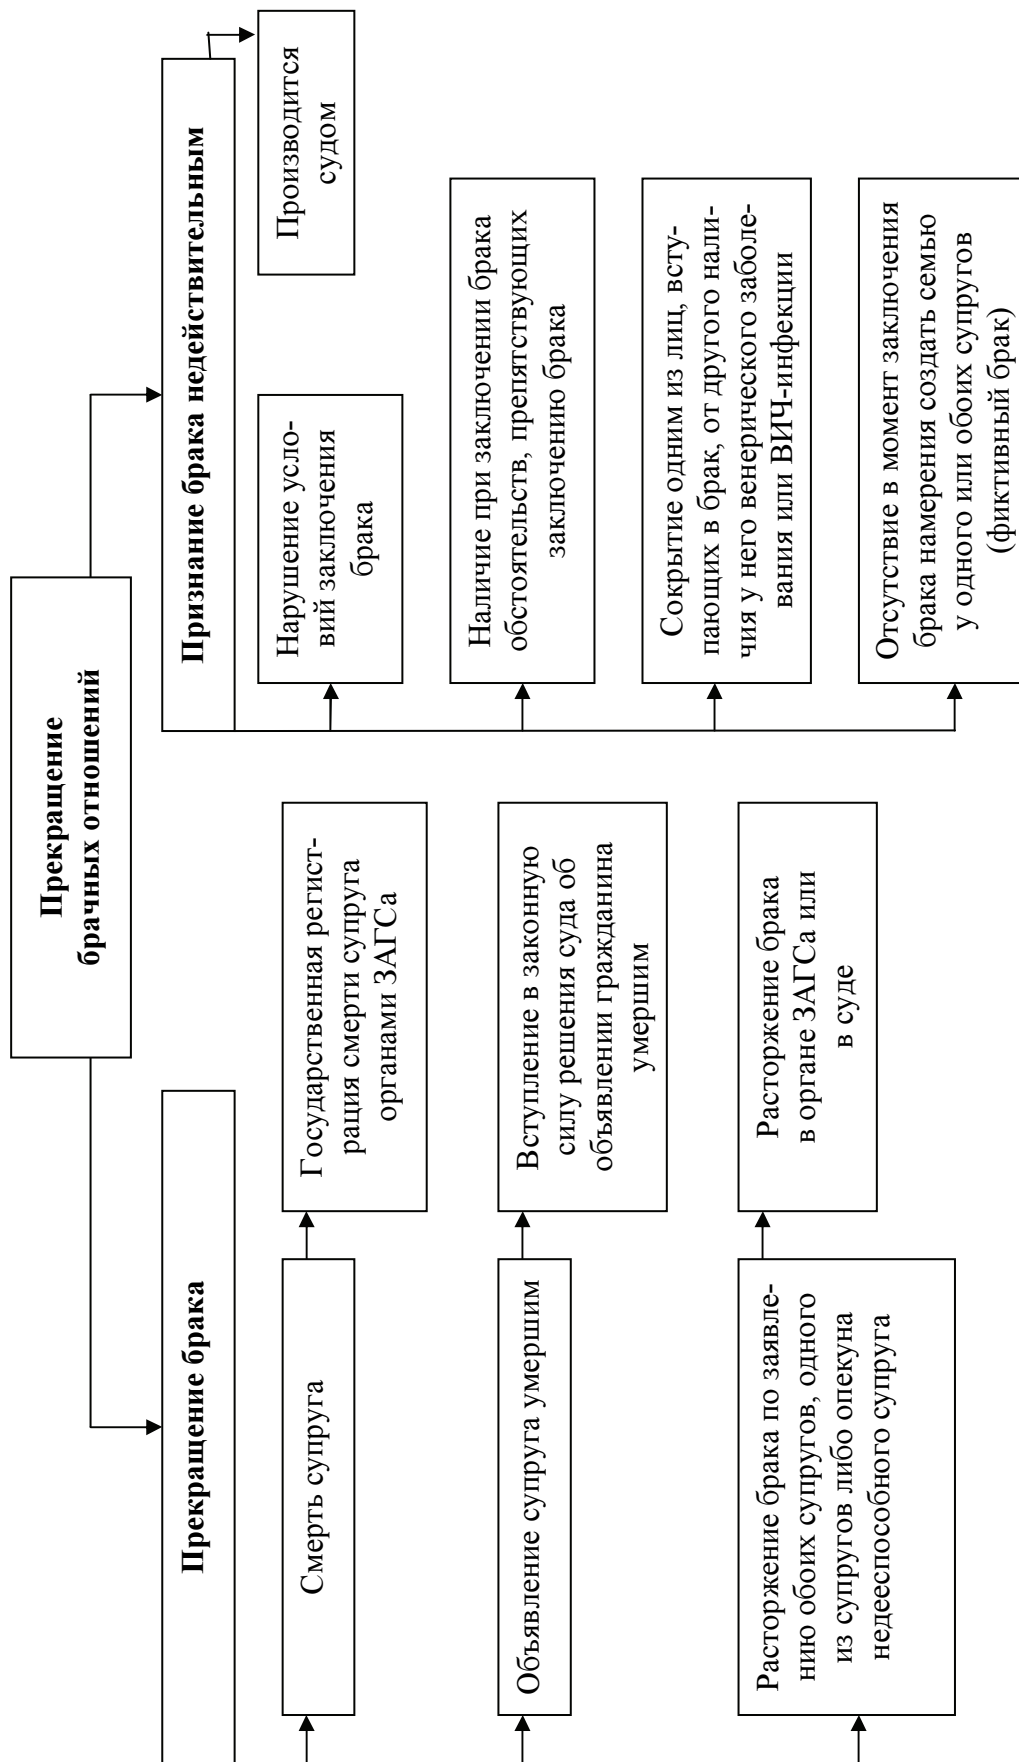 Прекращение
брачных отношений
Прекращение брака
Признание брака недействительным
Смерть супруга
Государственная регист-
рация смерти супруга
органами ЗАГСа
Объявление супруга умершим
Вступление в законную
силу решения суда об
объявлении гражданина
умершим
Расторжение брака по заявле-
нию обоих супругов, одного
из супругов либо опекуна
недееспособного супруга
Расторжение брака
в органе ЗАГСа или
в суде
Нарушение усло-
вий заключения
брака
Производится
судом
Наличие при заключении брака
обстоятельств, препятствующих
заключению брака
Сокрытие одним из лиц, всту-
пающих в брак, от другого нали-
чия у него венерического заболе-
вания или ВИЧ-инфекции
Отсутствие в момент заключения
брака намерения создать семью
у одного или обоих супругов
(фиктивный брак)